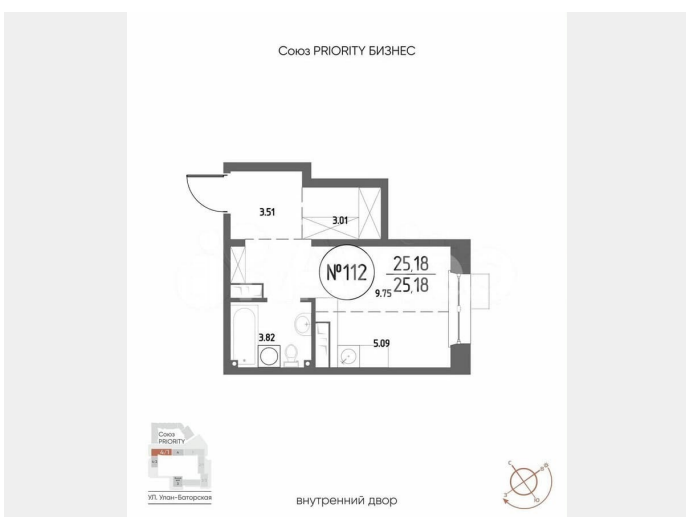 Союз PRIORITY БИЗНЕС
3.51
3.01
№112
25,18
25,18
9.75
3.82
5.09
Союз
PRIORITY
УЛ. Улан-Баторская
внутренний двор
С
В
З
Ю